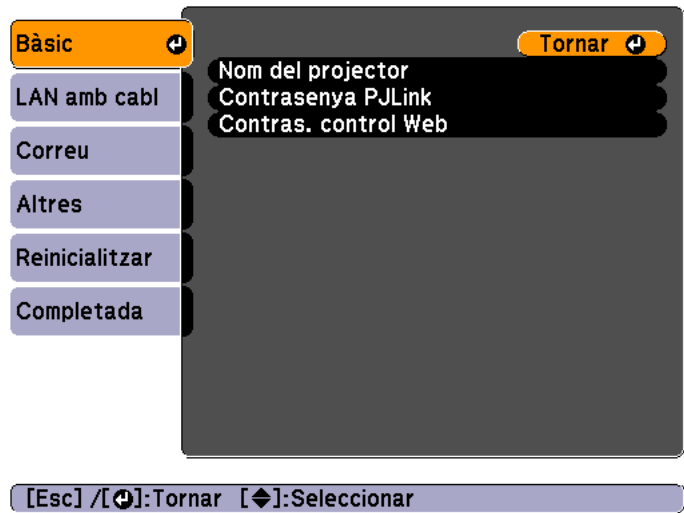 Bàsic
Tornar
Nom del projector
LAN amb cabl
Contrasenya PJLink
Contras. control Web
Correu
Altres
Reinicialitzar
Completada
[Esc] /[ ]:Tornar [ ]:Seleccionar